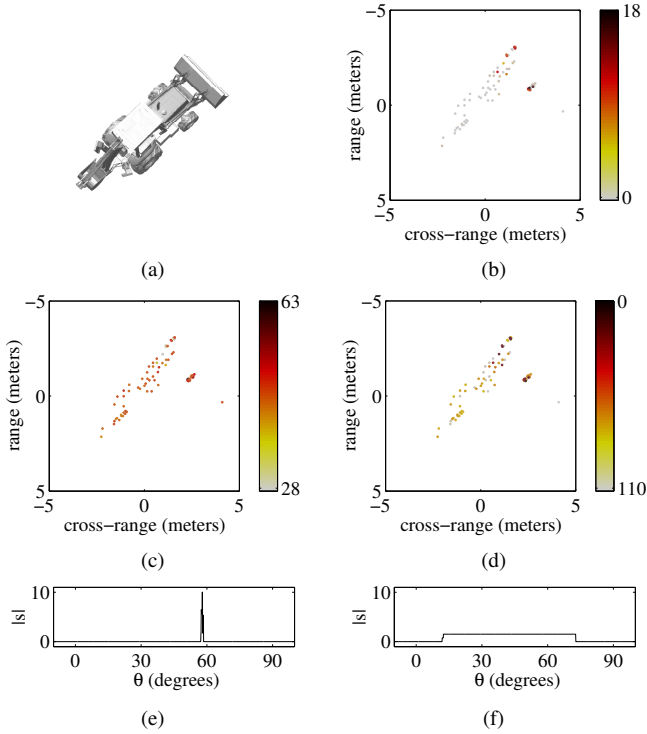 (a)
−5
0
5
range (meters)
−5 0 5
cross−range (meters)
18
0
(b)
−5
0
5
range (meters)
−5 0 5
cross−range (meters)
63
28
(c)
−5
0
5
range (meters)
−5 0 5
cross−range (meters)
0
110
(d)
10
0
|s|
0 30 60 90
θ (degrees)
(e)
10
0
|s|
0 30 60 90
θ (degrees)
(f)